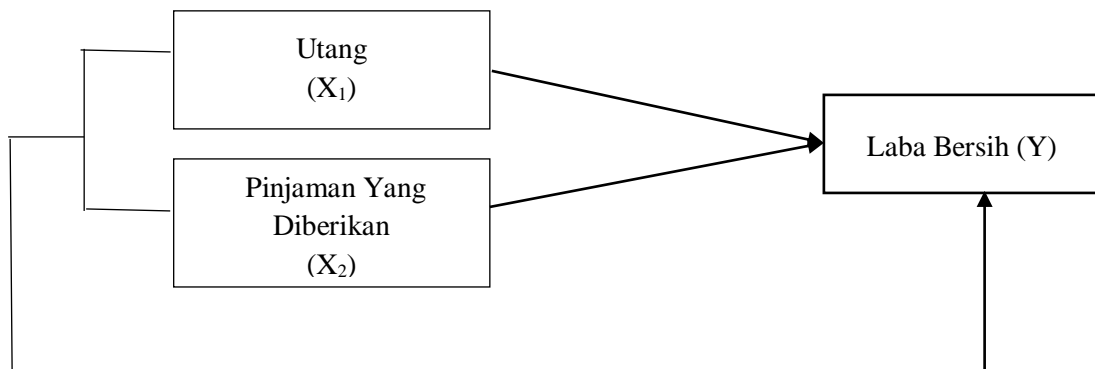 Utang
(X₁)
Pinjaman Yang
Diberikan
(X₂)
Laba Bersih (Y)